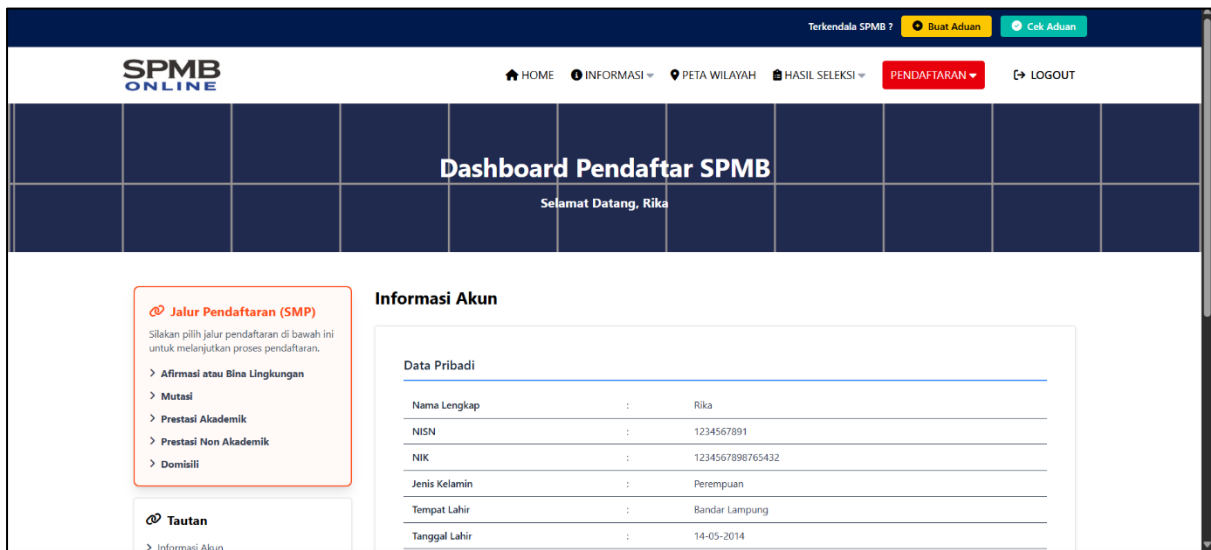 Terkendala SPMB ? Buat Aduan Cek Aduan
SPMB
ONLINE
HOME INFORMASI PETA WILAYAH HASIL SELEKSI PENDAFTARAN LOGOUT
Dashboard Pendaftar SPMB
Selamat Datang, Rika
Jalur Pendaftaran (SMP)
Silakan pilih jalur pendaftaran di bawah ini
untuk melanjutkan proses pendaftaran.
Afirmasi atau Bina Lingkungan
Mutasi
Prestasi Akademik
Prestasi Non Akademik
Domisili
Tautan
Informasi Akun
Informasi Akun
Data Pribadi
Nama Lengkap : Rika
NISN : 1234567891
NIK : 1234567898765432
Jenis Kelamin : Perempuan
Tempat Lahir : Bandar Lampung
Tanggal Lahir : 14-05-2014